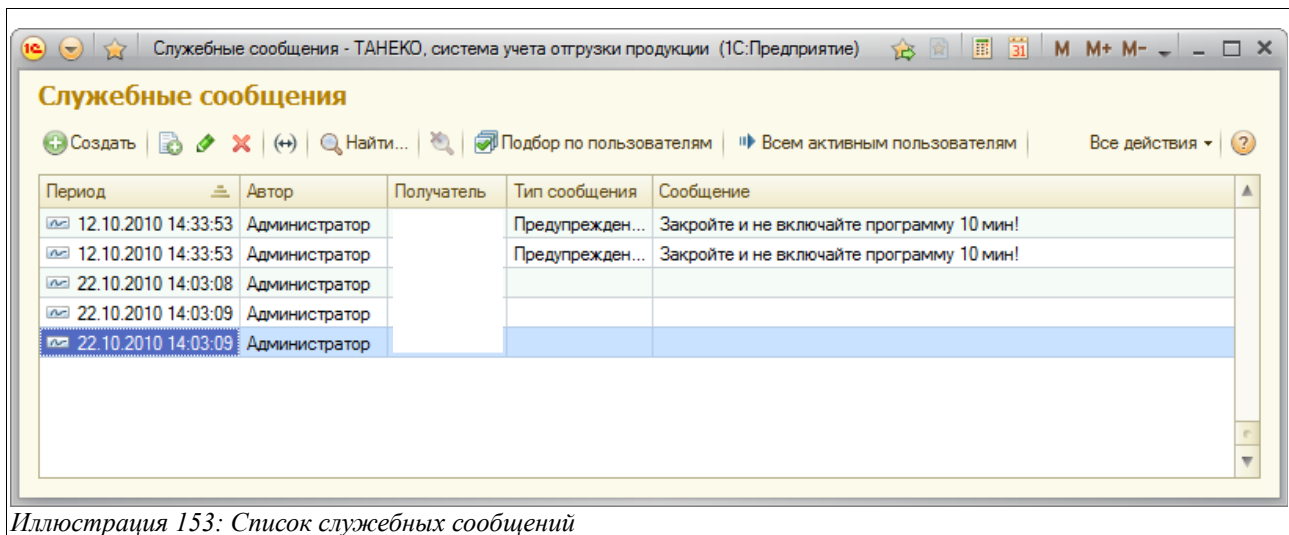 Служебные сообщения - ТАНЕКО, система учета отгрузки продукции (1С:Предприятие) 31 M M+ M-
Служебные сообщения
Создать Найти... Подбор по пользователям Всем активным пользователям Все действия ?
Период Автор Получатель Тип сообщения Сообщение
12.10.2010 14:33:53 Администратор Предупрежден... Закройте и не включайте программу 10 мин!
12.10.2010 14:33:53 Администратор Предупрежден... Закройте и не включайте программу 10 мин!
22.10.2010 14:03:08 Администратор
22.10.2010 14:03:09 Администратор
22.10.2010 14:03:09 Администратор
Иллюстрация 153: Список служебных сообщений